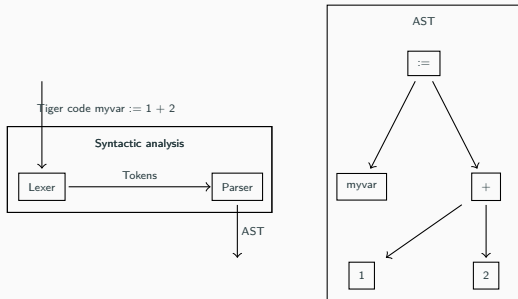 Tiger code myvar := 1 + 2
Syntactic analysis
Lexer
Tokens
Parser
AST
AST
:=
myvar
+
1
2